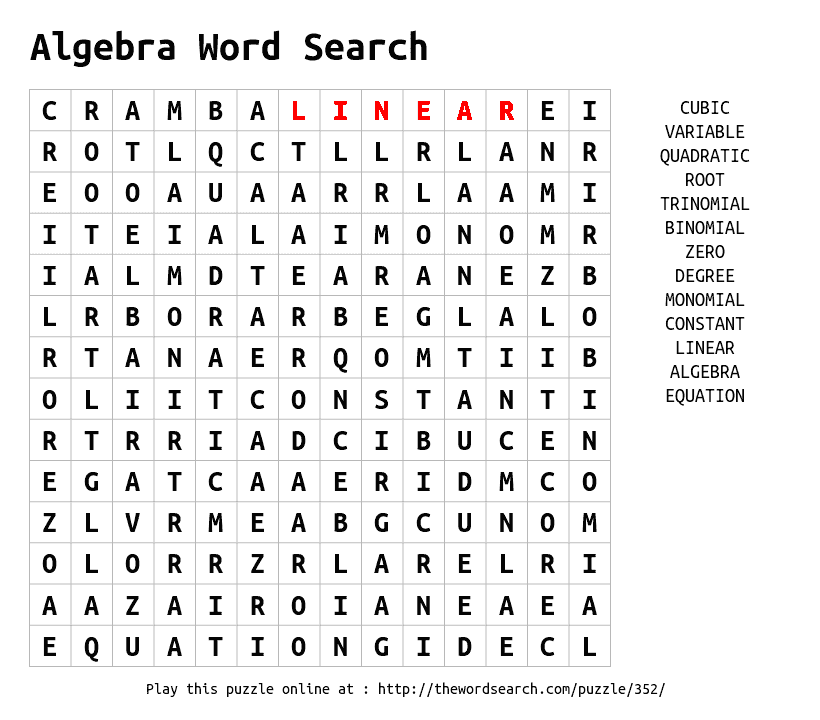 Algebra Word Search
C R A M B A L I N E A R E I
R O T L Q C T L L R L A N R
E O O A U A A R R L A A M I
I T E I A L A I M O N O M R
I A L M D T E A R A N E Z B
L R B O R A R B E G L A L O
R T A N A E R Q O M T I I B
O L I I T C O N S T A N T I
R T R R I A D C I B U C E N
E G A T C A A E R I D M C O
Z L V R M E A B G C U N O M
O L O R R Z R L A R E L R I
A A Z A I R O I A N E A E A
E Q U A T I O N G I D E C L
CUBIC
VARIABLE
QUADRATIC
ROOT
TRINOMIAL
BINOMIAL
ZERO
DEGREE
MONOMIAL
CONSTANT
LINEAR
ALGEBRA
EQUATION
Play this puzzle online at : http://thewordsearch.com/puzzle/352/